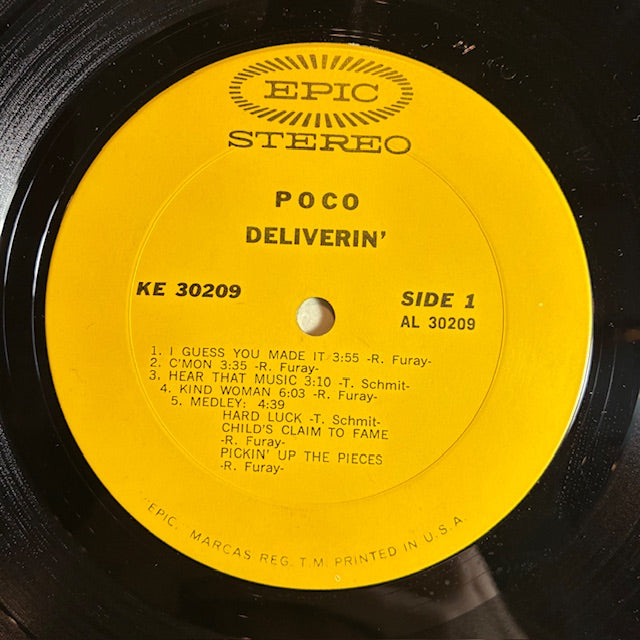 EPIC
STEREO
POCO
DELIVERIN'
KE 30209
SIDE 1
AL 30209
1. I GUESS YOU MADE IT 3:55 -R. Furay-
2. C'MON 3:35 -R. Furay-
3. HEAR THAT MUSIC 3:10 -T. Schmit-
4. KIND WOMAN 6:03 -R. Furay-
5. MEDLEY: 4:39
HARD LUCK -T. Schmit-
CHILD'S CLAIM TO FAME
-R. Furay-
PICKIN' UP THE PIECES
-R. Furay-
"EPIC," MARCAS REG. T.M. PRINTED IN U.S.A.